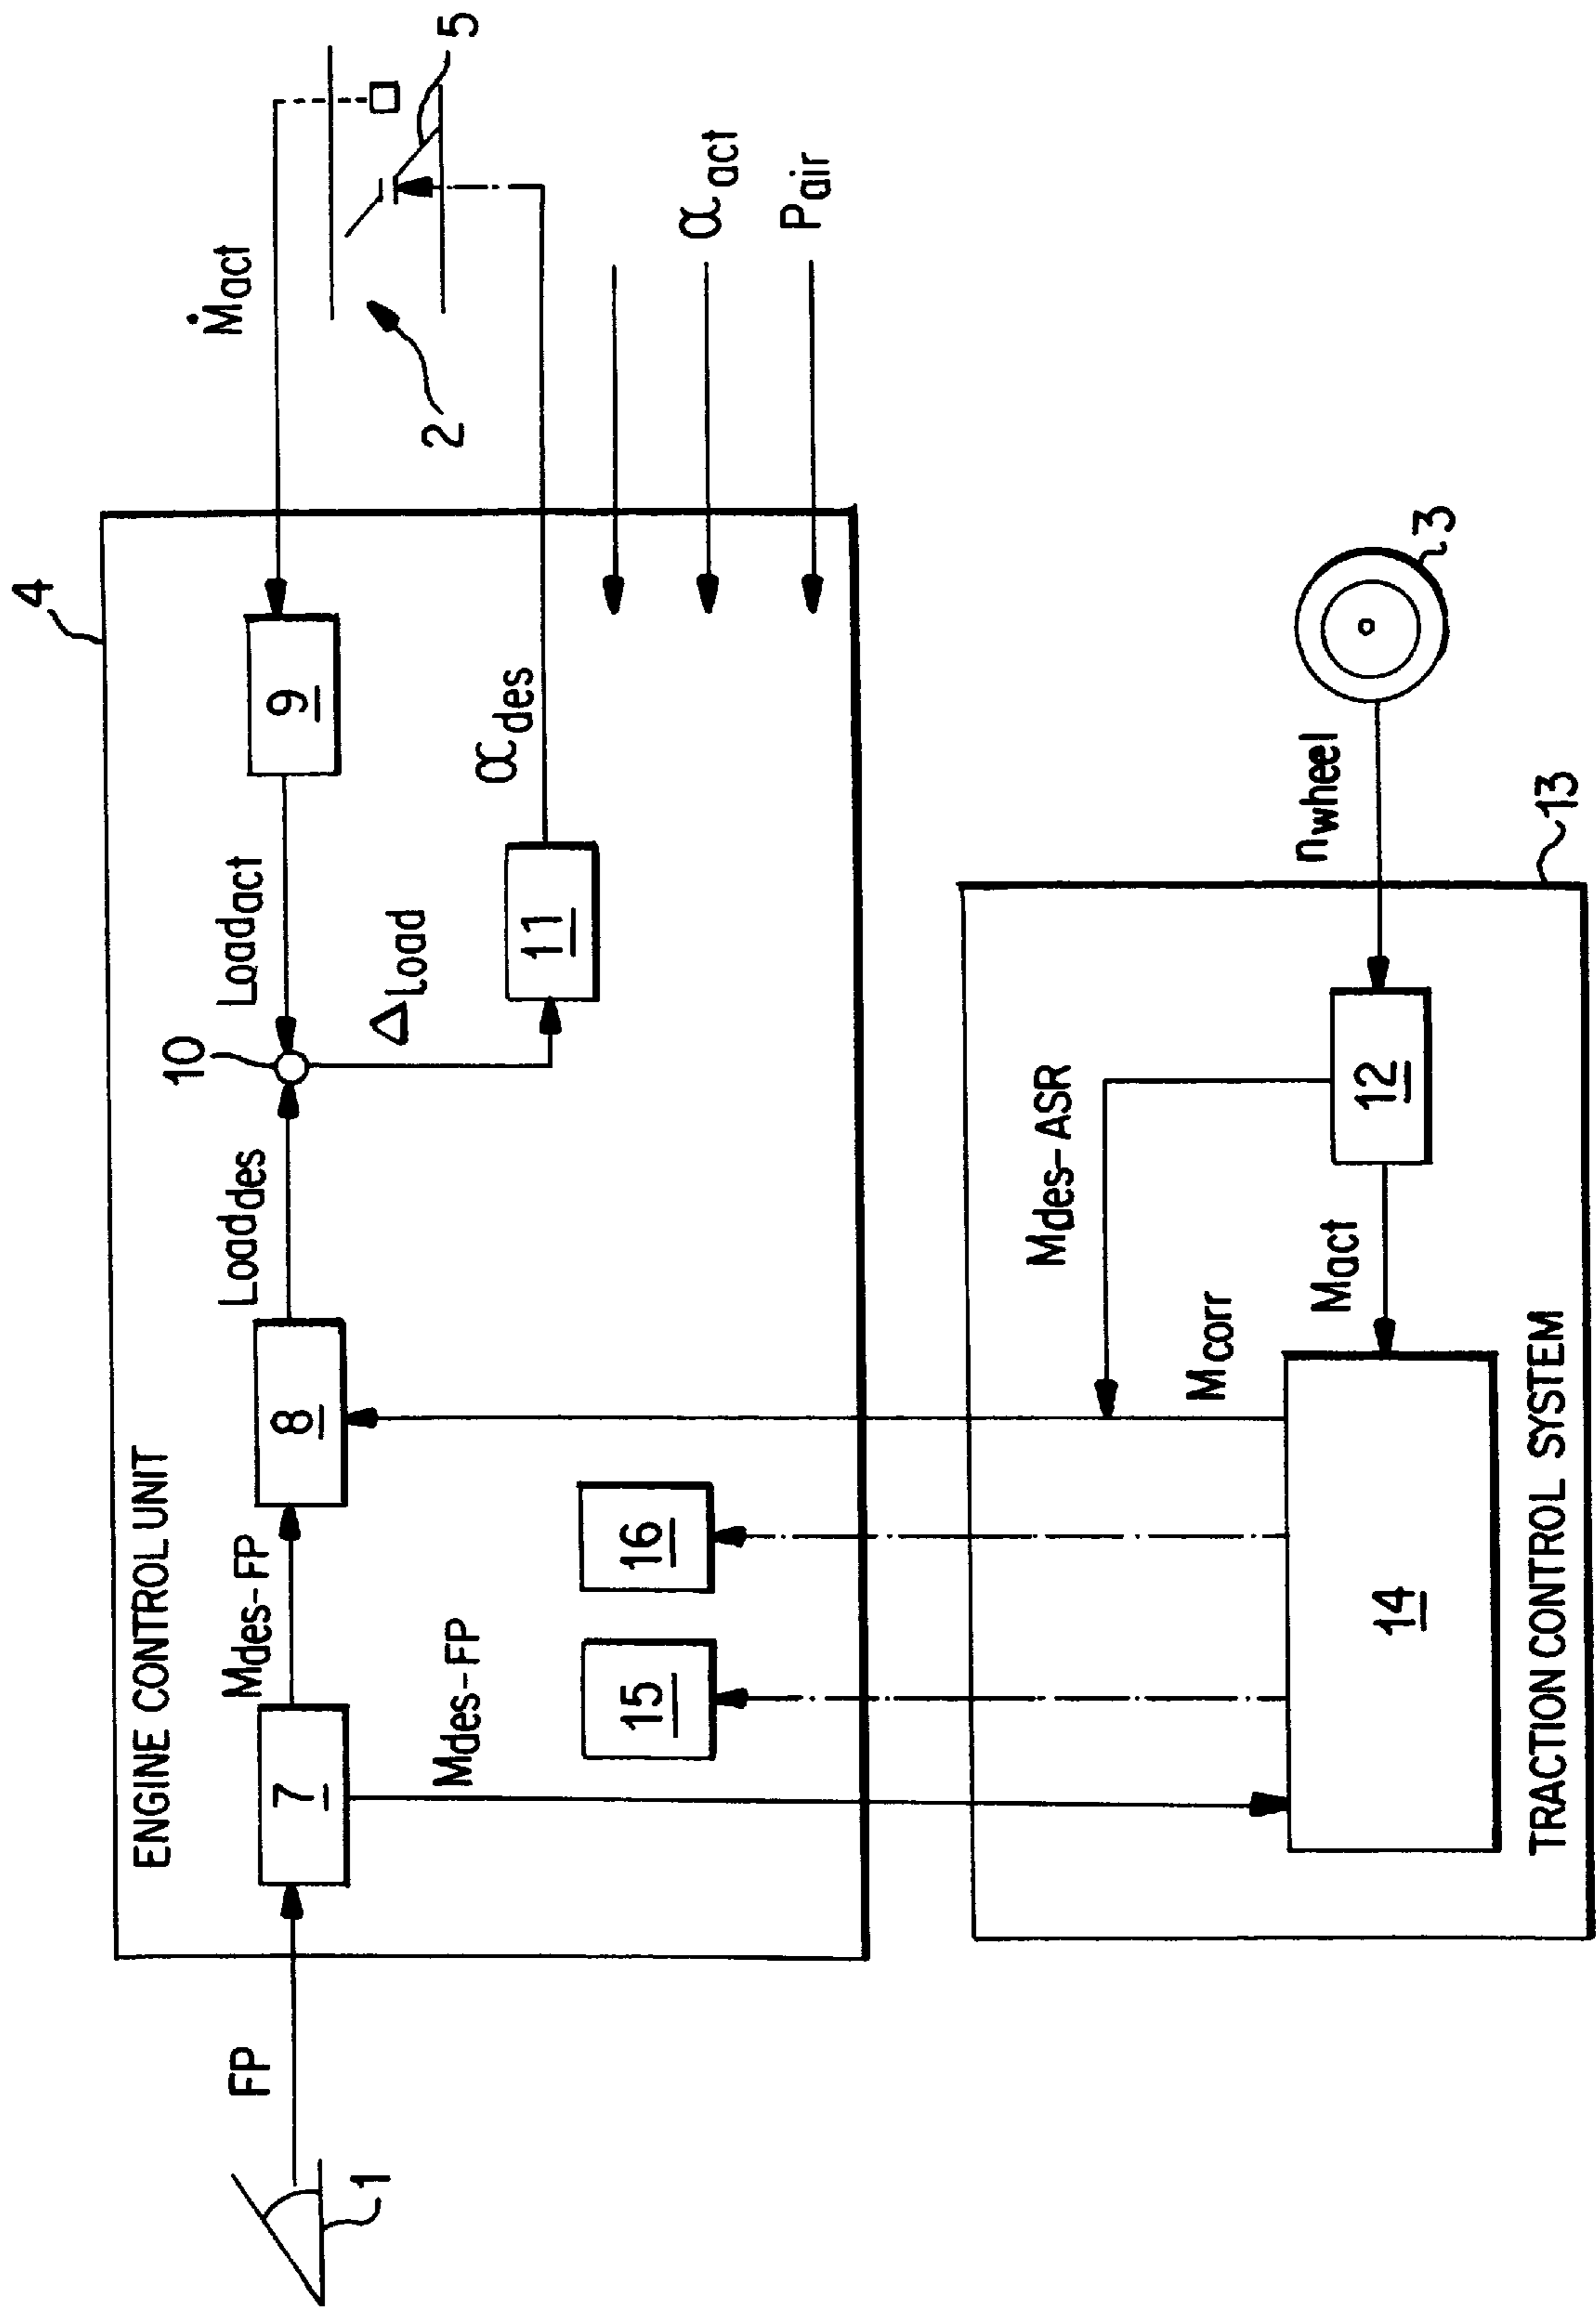 ENGINE CONTROL UNIT
4
FP
1
7
Mdes-FP
8
Loaddes
10
Loadact
9
Ṁact
5
2
Mdes-FP
15
16
ΔLoad
11
αdes
αact
Pair
Mcorr
Mdes-ASR
14
Mact
12
nwheel
3
13
TRACTION CONTROL SYSTEM